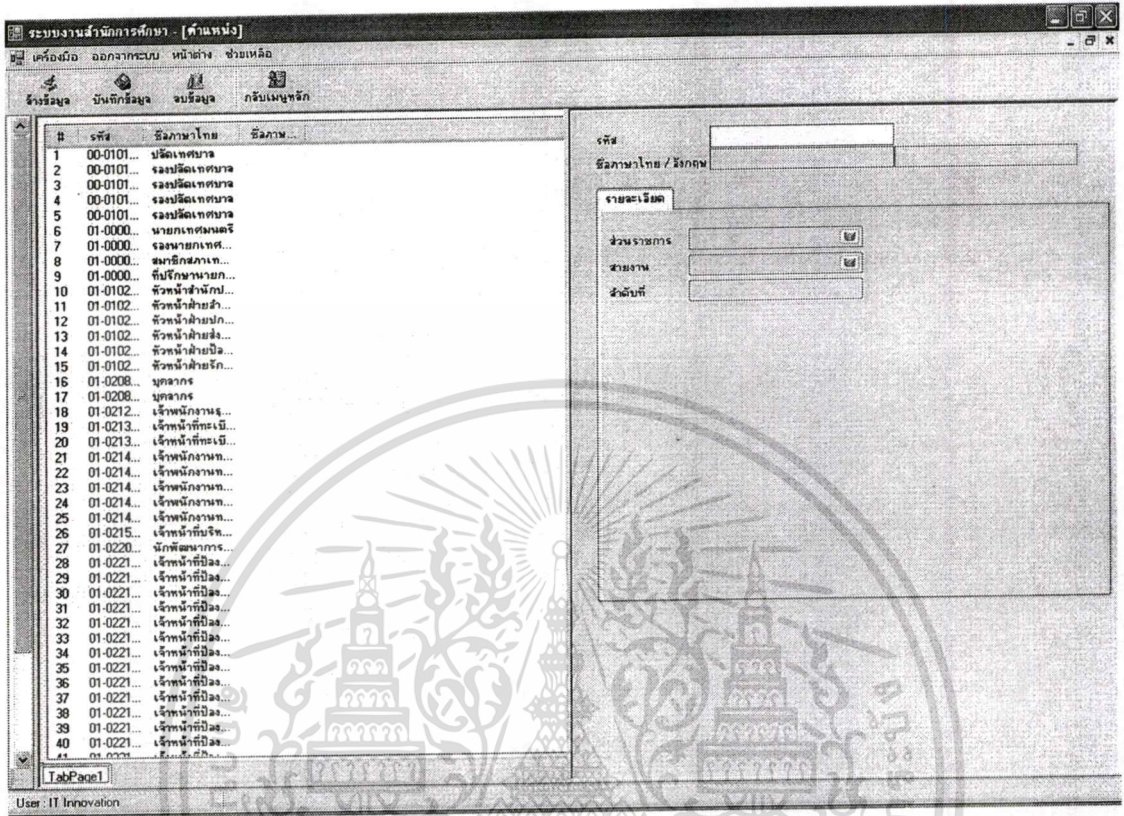 ระบบงานสำนักการศึกษา - [ตำแหน่ง]
เครื่องมือ ออกจากระบบ หน้าต่าง ช่วยเหลือ
ล้างข้อมูล บันทึกข้อมูล ลบข้อมูล กลับเมนูหลัก
# รหัส ชื่อภาษาไทย ชื่อภาษ...
1 00-0101... ปลัดเทศบาล
2 00-0101... รองปลัดเทศบาล
3 00-0101... รองปลัดเทศบาล
4 00-0101... รองปลัดเทศบาล
5 00-0101... รองปลัดเทศบาล
6 01-0000... นายกเทศมนตรี
7 01-0000... รองนายกเทศ...
8 01-0000... สมาชิกสภาเท...
9 01-0000... ที่ปรึกษานายก...
10 01-0102... หัวหน้าสำนักป...
11 01-0102... หัวหน้าฝ่ายอำ...
12 01-0102... หัวหน้าฝ่ายปก...
13 01-0102... หัวหน้าฝ่ายส่ง...
14 01-0102... หัวหน้าฝ่ายป้อ...
15 01-0102... หัวหน้าฝ่ายรัก...
16 01-0208... บุคลากร
17 01-0208... บุคลากร
18 01-0212... เจ้าพนักงานธุ...
19 01-0213... เจ้าหน้าที่ทะเบี...
20 01-0213... เจ้าหน้าที่ทะเบี...
21 01-0214... เจ้าพนักงานท...
22 01-0214... เจ้าพนักงานท...
23 01-0214... เจ้าพนักงานท...
24 01-0214... เจ้าพนักงานท...
25 01-0214... เจ้าพนักงานท...
26 01-0215... เจ้าหน้าที่บริห...
27 01-0220... นักพัฒนาการ...
28 01-0221... เจ้าหน้าที่ป้อง...
29 01-0221... เจ้าหน้าที่ป้อง...
30 01-0221... เจ้าหน้าที่ป้อง...
31 01-0221... เจ้าหน้าที่ป้อง...
32 01-0221... เจ้าหน้าที่ป้อง...
33 01-0221... เจ้าหน้าที่ป้อง...
34 01-0221... เจ้าหน้าที่ป้อง...
35 01-0221... เจ้าหน้าที่ป้อง...
36 01-0221... เจ้าหน้าที่ป้อง...
37 01-0221... เจ้าหน้าที่ป้อง...
38 01-0221... เจ้าหน้าที่ป้อง...
39 01-0221... เจ้าหน้าที่ป้อง...
40 01-0221... เจ้าหน้าที่ป้อง...
TabPage1
รหัส
ชื่อภาษาไทย / อังกฤษ
รายละเอียด
ส่วนราชการ
สายงาน
ลำดับที่
User : IT Innovation